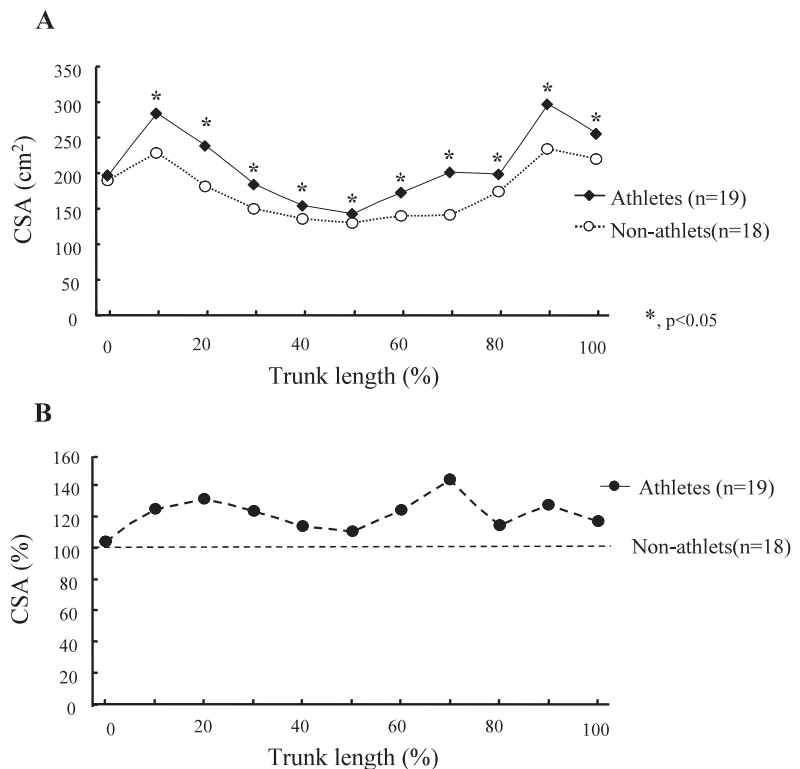 A
CSA (cm²)
350
300
250
200
150
100
50
0
* * * * * * * * * *
Athletes (n=19)
Non-athlets(n=18)
*, p<0.05
0 20 40 60 80 100
Trunk length (%)
B
CSA (%)
160
140
120
100
80
60
40
20
0
Athletes (n=19)
Non-athlets(n=18)
0 20 40 60 80 100
Trunk length (%)